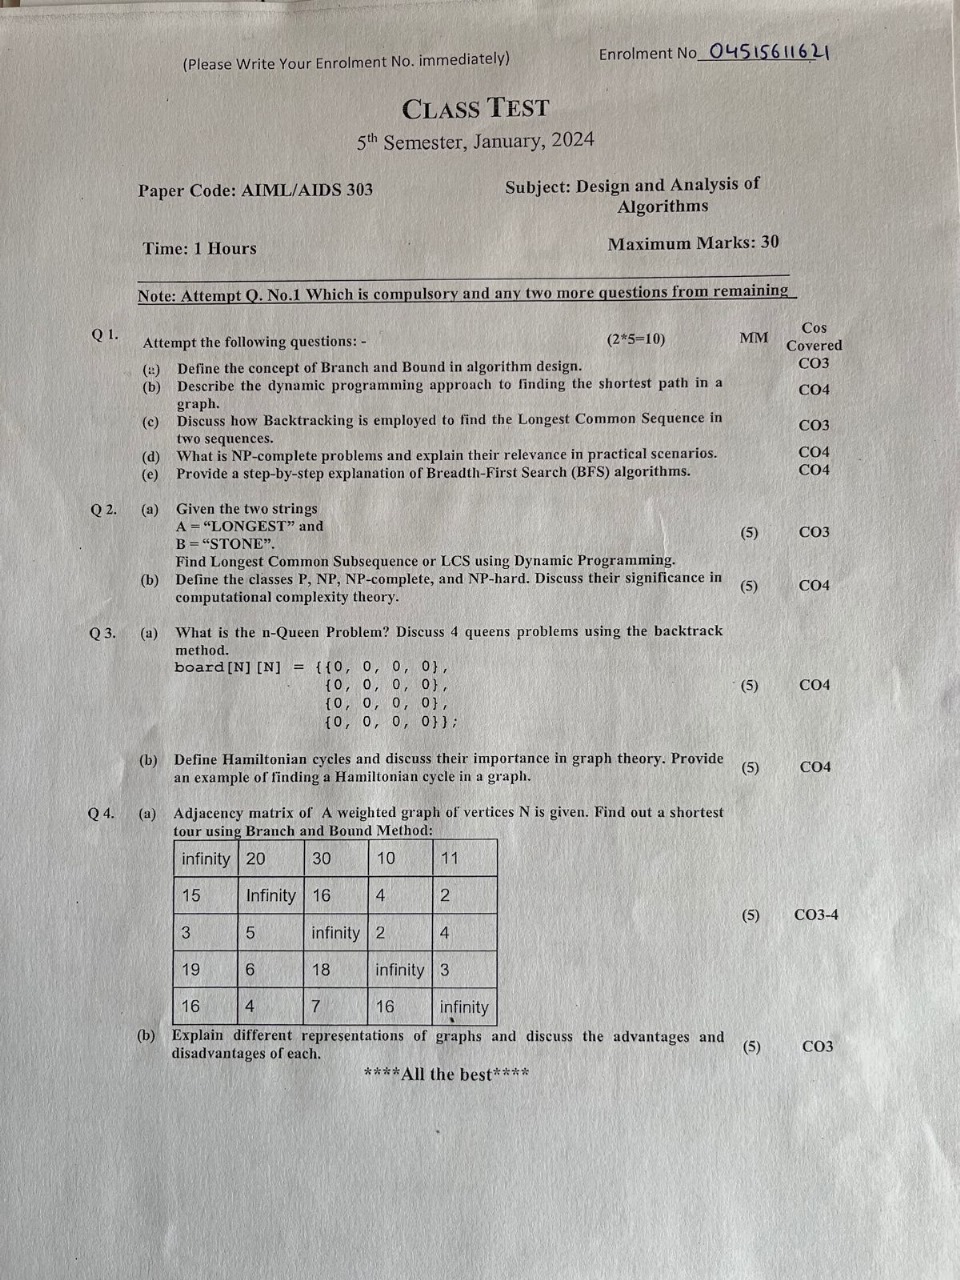 (Please Write Your Enrolment No. immediately) Enrolment No 04515611621
CLASS TEST
5th Semester, January, 2024
Paper Code: AIML/AIDS 303 Subject: Design and Analysis of
Algorithms
Time: 1 Hours Maximum Marks: 30
Note: Attempt Q. No.1 Which is compulsory and any two more questions from remaining
Q 1. Attempt the following questions: - (2*5=10) MM Cos
Covered
(a) Define the concept of Branch and Bound in algorithm design. CO3
(b) Describe the dynamic programming approach to finding the shortest path in a CO4
graph.
(c) Discuss how Backtracking is employed to find the Longest Common Sequence in CO3
two sequences.
(d) What is NP-complete problems and explain their relevance in practical scenarios. CO4
(e) Provide a step-by-step explanation of Breadth-First Search (BFS) algorithms. CO4
Q 2. (a) Given the two strings
A = “LONGEST” and (5) CO3
B = “STONE”.
Find Longest Common Subsequence or LCS using Dynamic Programming.
(b) Define the classes P, NP, NP-complete, and NP-hard. Discuss their significance in (5) CO4
computational complexity theory.
Q 3. (a) What is the n-Queen Problem? Discuss 4 queens problems using the backtrack
method.
board[N][N] = {{0, 0, 0, 0},
{0, 0, 0, 0}, (5) CO4
{0, 0, 0, 0},
{0, 0, 0, 0}};
(b) Define Hamiltonian cycles and discuss their importance in graph theory. Provide (5) CO4
an example of finding a Hamiltonian cycle in a graph.
Q 4. (a) Adjacency matrix of A weighted graph of vertices N is given. Find out a shortest
tour using Branch and Bound Method:
infinity 20 30 10 11
15 Infinity 16 4 2
(5) CO3-4
3 5 infinity 2 4
19 6 18 infinity 3
16 4 7 16 infinity
(b) Explain different representations of graphs and discuss the advantages and (5) CO3
disadvantages of each.
****All the best****